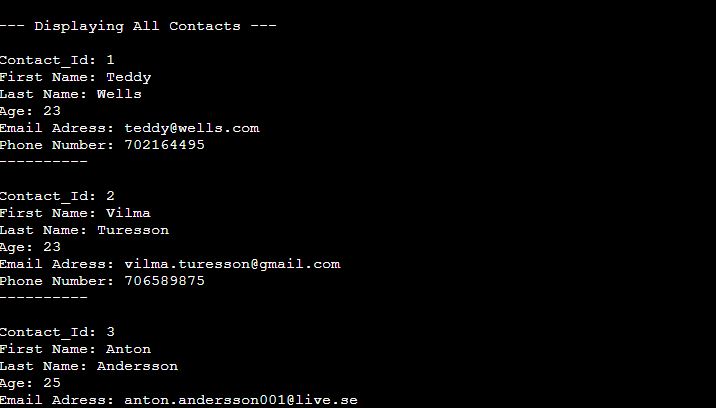 --- Displaying All Contacts ---
Contact_Id: 1
First Name: Teddy
Last Name: Wells
Age: 23
Email Adress: teddy@wells.com
Phone Number: 702164495
----------
Contact_Id: 2
First Name: Vilma
Last Name: Turesson
Age: 23
Email Adress: vilma.turesson@gmail.com
Phone Number: 706589875
----------
Contact_Id: 3
First Name: Anton
Last Name: Andersson
Age: 25
Email Adress: anton.andersson001@live.se